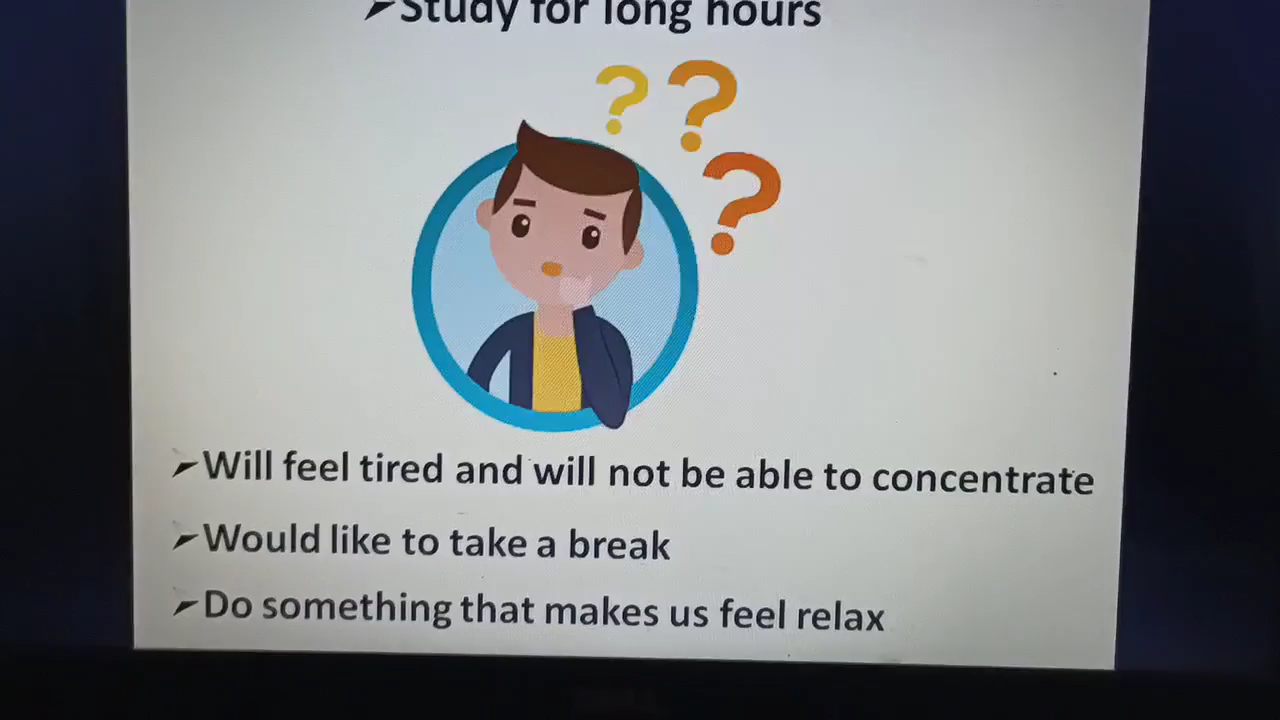 ➢Study for long hours
? ? ?
➢Will feel tired and will not be able to concentrate
➢Would like to take a break
➢Do something that makes us feel relax